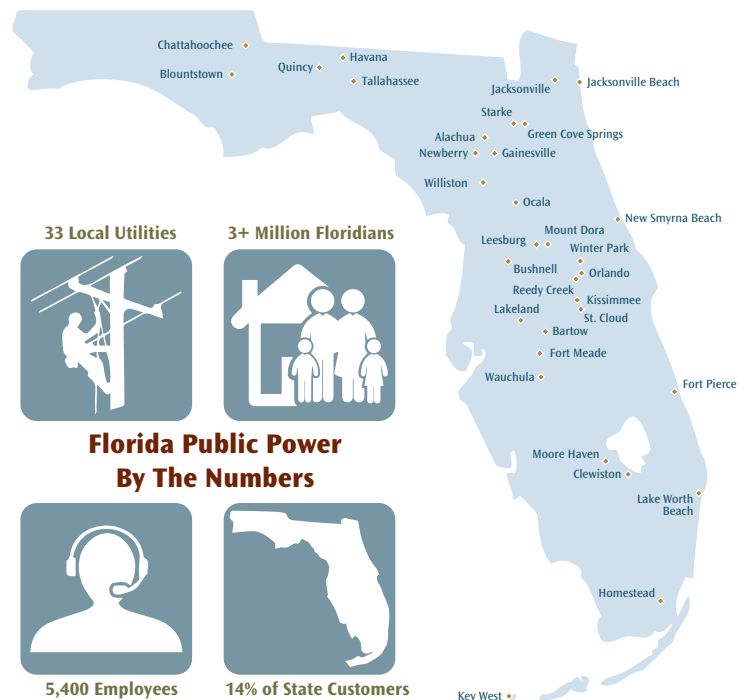 Chattahoochee
Havana
Quincy
Blountstown
Tallahassee
Jacksonville
Jacksonville Beach
Starke
Green Cove Springs
Alachua
Newberry
Gainesville
Williston
Ocala
New Smyrna Beach
Mount Dora
Leesburg
Winter Park
Bushnell
Orlando
Reedy Creek
Kissimmee
Lakeland
St. Cloud
Bartow
Fort Meade
Wauchula
Fort Pierce
Moore Haven
Clewiston
Lake Worth
Beach
Homestead
Key West
33 Local Utilities
3+ Million Floridians
Florida Public Power
By The Numbers
5,400 Employees
14% of State Customers